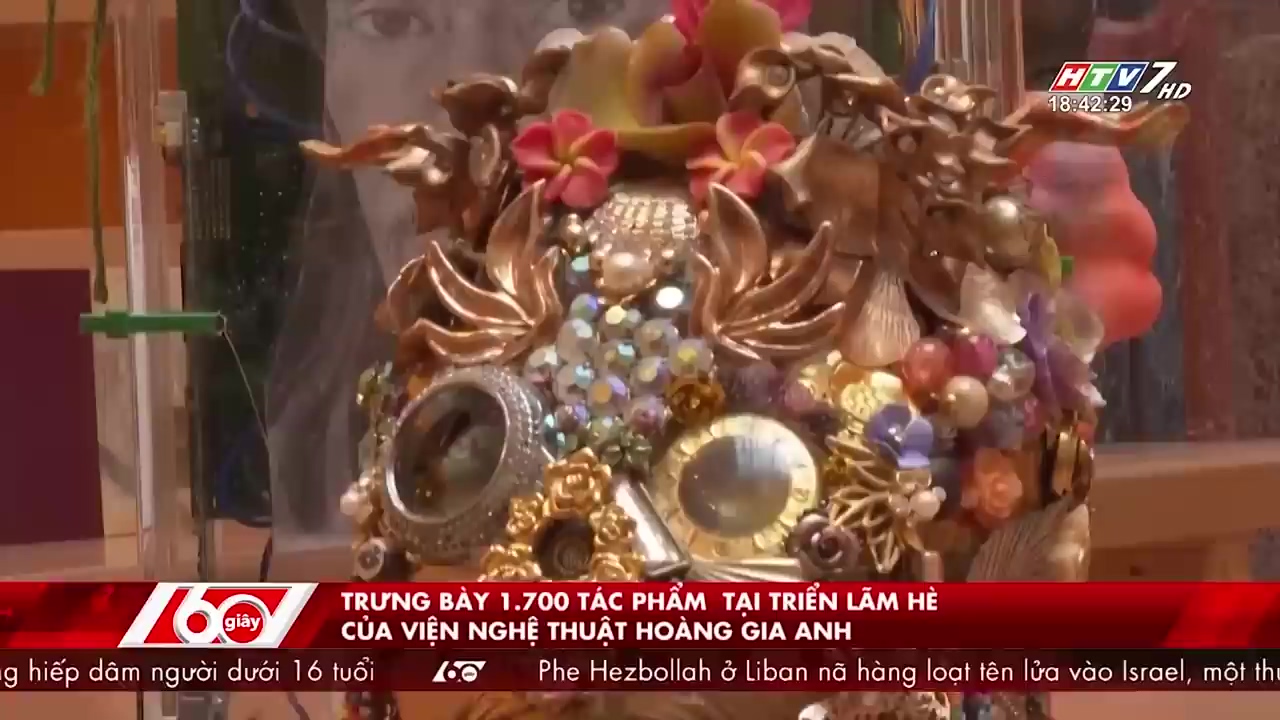 HTV7 HD
18:42:29
60 giây
TRƯNG BÀY 1.700 TÁC PHẨM TẠI TRIỂN LÃM HÈ
CỦA VIỆN NGHỆ THUẬT HOÀNG GIA ANH
hiếp dâm người dưới 16 tuổi
60 Phe Hezbollah ở Liban nã hàng loạt tên lửa vào Israel, một